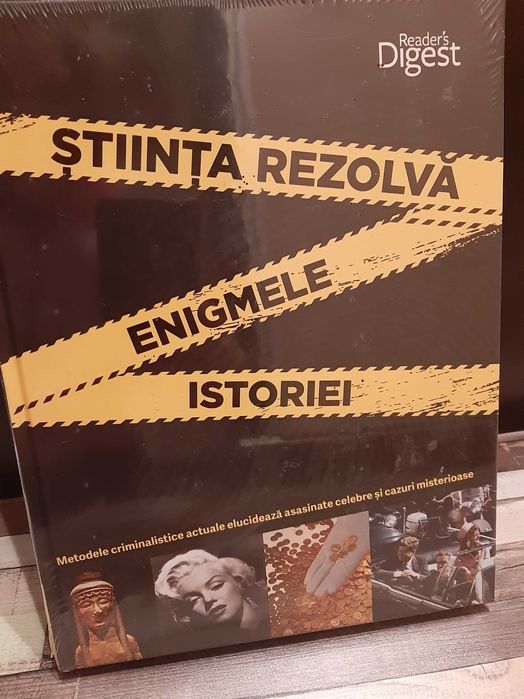 Reader's
Digest
ȘTIINȚA REZOLVĂ
ENIGMELE
ISTORIEI
Metodele criminalistice actuale elucidează asasinate celebre și cazuri misterioase